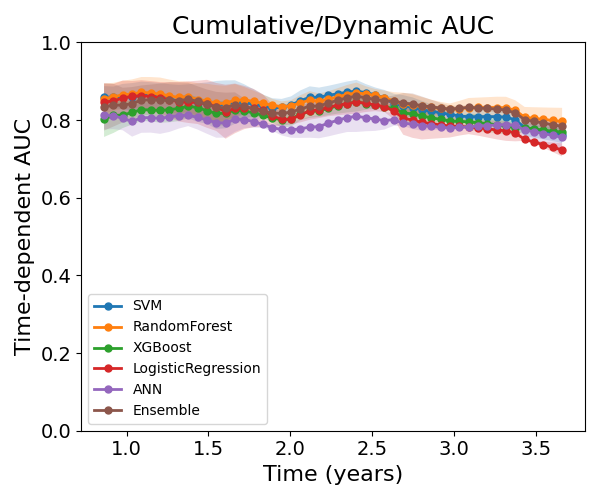 Cumulative/Dynamic AUC
Time-dependent AUC
1.0
0.8
0.6
0.4
0.2
0.0
SVM
RandomForest
XGBoost
LogisticRegression
ANN
Ensemble
1.0 1.5 2.0 2.5 3.0 3.5
Time (years)